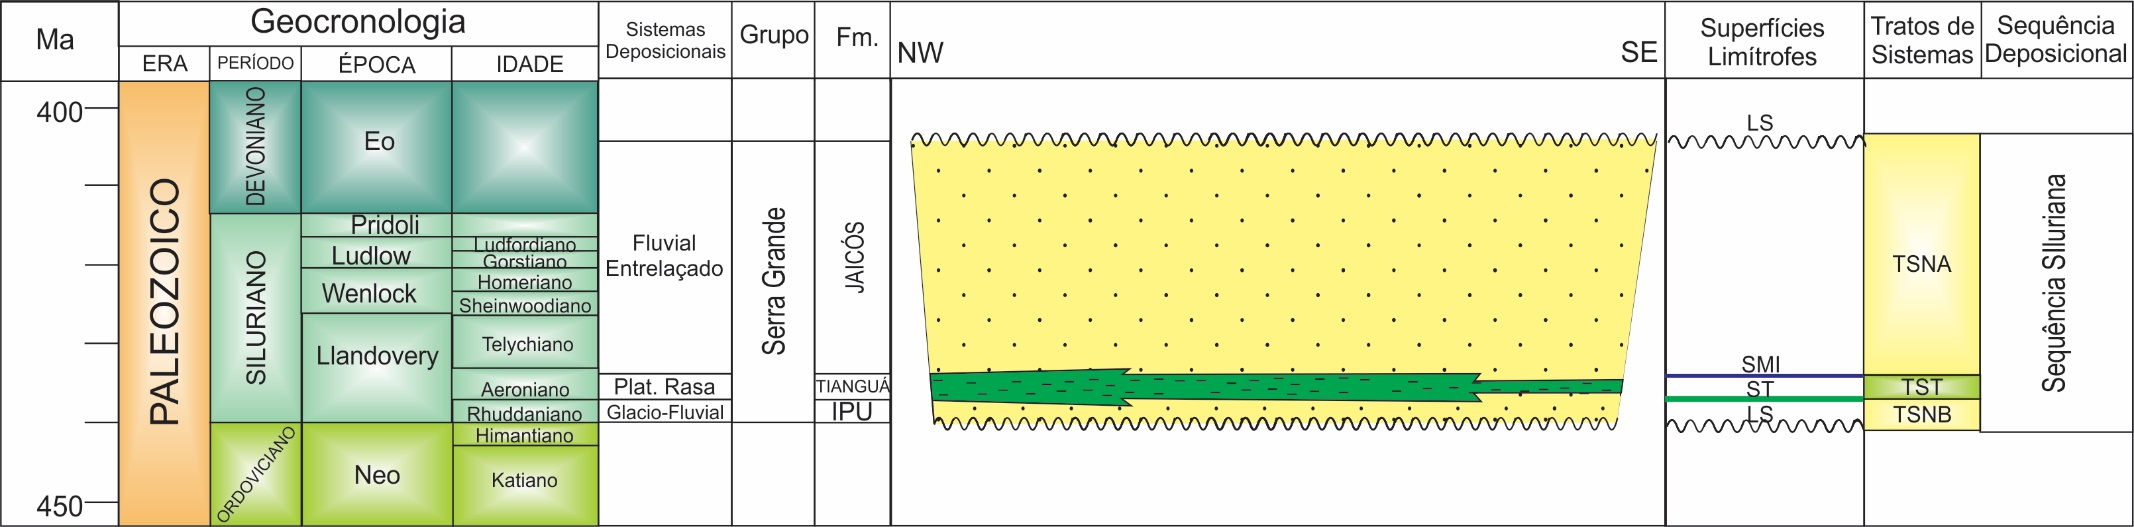 Ma
Geocronologia
ERA
PERÍODO
ÉPOCA
IDADE
Sistemas
Deposicionais
Grupo
Fm.
NW
SE
Superfícies
Limítrofes
Tratos de
Sistemas
Sequência
Deposicional
400
450
PALEOZOICO
DEVONIANO
SILURIANO
ORDOVICIANO
Eo
Pridoli
Ludlow
Wenlock
Llandovery
Neo
Ludfordiano
Gorstiano
Homeriano
Sheinwoodiano
Telychiano
Aeroniano
Rhuddaniano
Himantiano
Katiano
Fluvial
Entrelaçado
Plat. Rasa
Glacio-Fluvial
Serra Grande
JAICÓS
TIANGUÁ
IPU
LS
SMI
ST
LS
TSNA
TST
TSNB
Sequência SIluriana